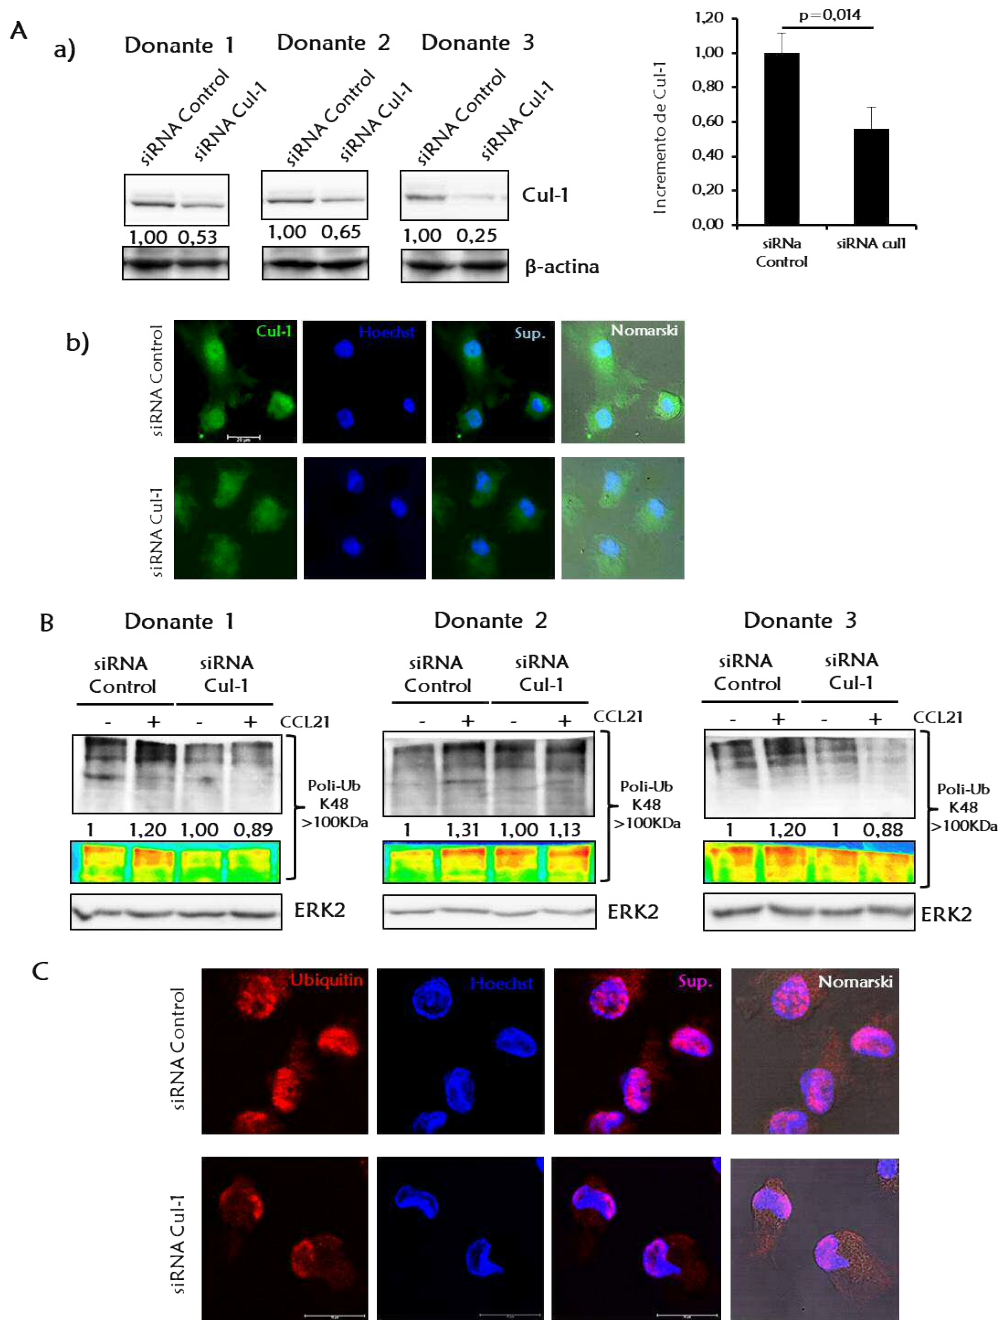 A
a)
Donante 1
Donante 2
Donante 3
siRNA Control
siRNA Cul-1
siRNA Control
siRNA Cul-1
siRNA Control
siRNA Cul-1
Cul-1
1,00 0,53
1,00 0,65
1,00 0,25
β-actina
Incremento de Cul-1
1,20
1,00
0,80
0,60
0,40
0,20
0,00
p=0,014
siRNa Control
siRNA cul1
b)
siRNA Control
Cul-1
Hoechst
Sup.
Nomarski
20 µm
siRNA Cul-1
B
Donante 1
siRNA Control
siRNA Cul-1
- + - + CCL21
Poli-Ub
K48
>100KDa
1 1,20 1,00 0,89
ERK2
Donante 2
siRNA Control
siRNA Cul-1
- + - + CCL21
Poli-Ub
K48
>100KDa
1 1,31 1,00 1,13
ERK2
Donante 3
siRNA Control
siRNA Cul-1
- + - + CCL21
Poli-Ub
K48
>100KDa
1 1,20 1 0,88
ERK2
C
siRNA Control
Ubiquitin
Hoechst
Sup.
Nomarski
siRNA Cul-1